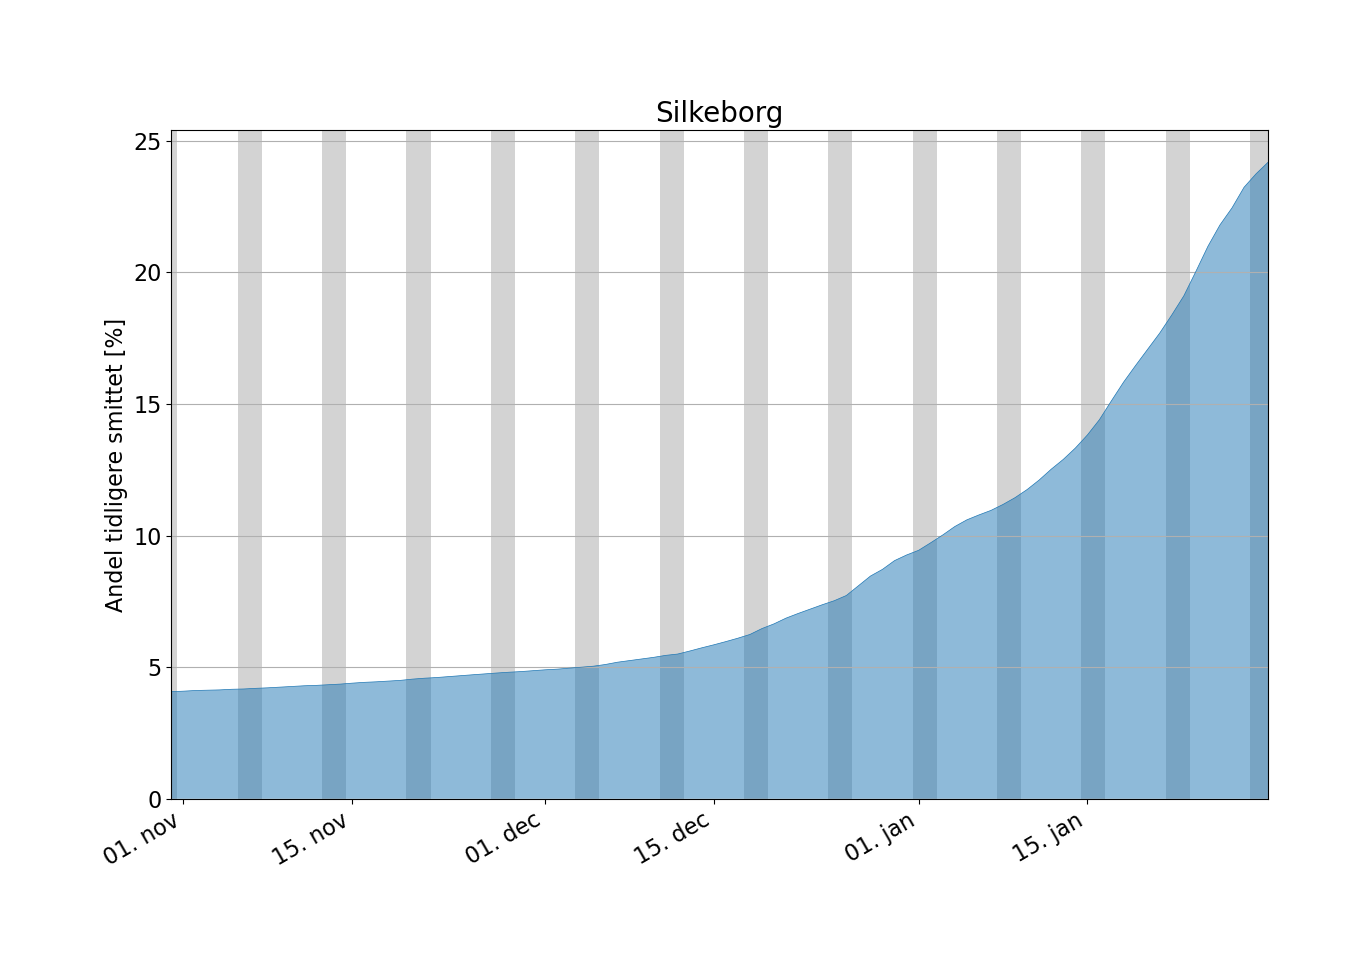 Silkeborg
25
20
15
10
5
0
Andel tidligere smittet [%]
01. nov
15. nov
01. dec
15. dec
01. jan
15. jan